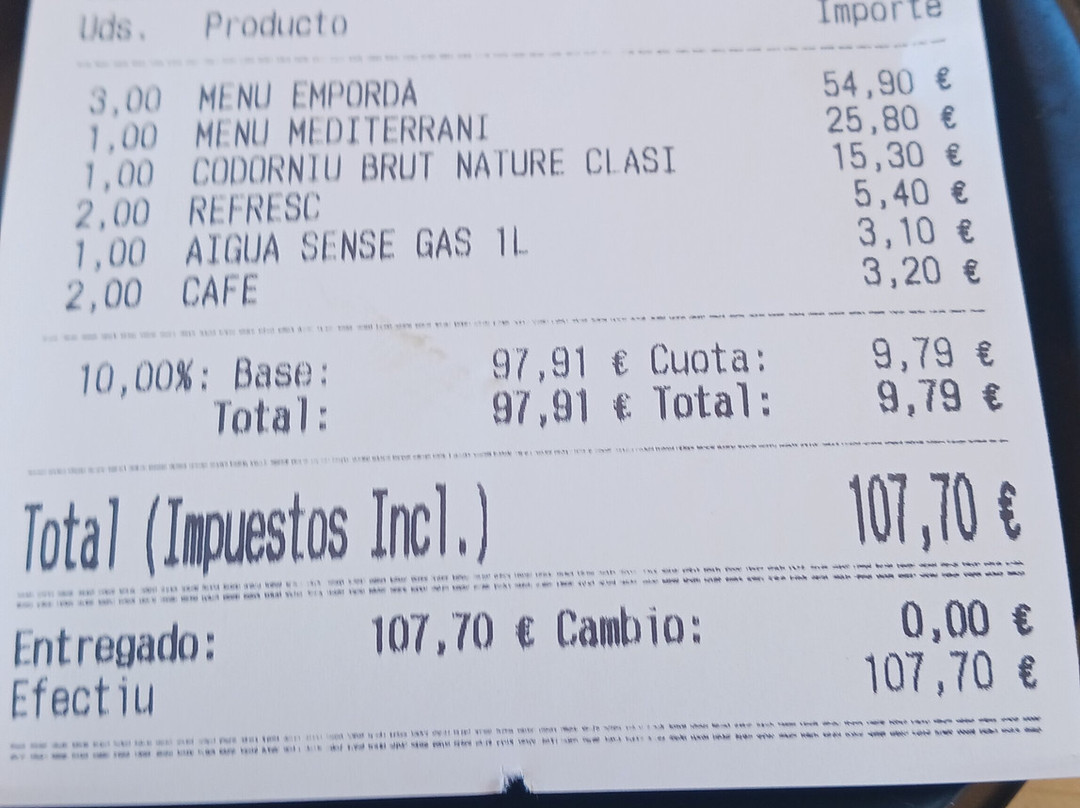 Uds. Producto Importe
3,00 MENU EMPORDÀ 54,90 €
1,00 MENU MEDITERRANI 25,80 €
1,00 CODORNIU BRUT NATURE CLASI 15,30 €
2,00 REFRESC 5,40 €
1,00 AIGUA SENSE GAS 1L 3,10 €
2,00 CAFE 3,20 €
10,00%: Base: 97,91 € Cuota: 9,79 €
Total: 97,91 € Total: 9,79 €
Total (Impuestos Incl.) 107,70 €
Entregado: 107,70 € Cambio: 0,00 €
Efectiu 107,70 €